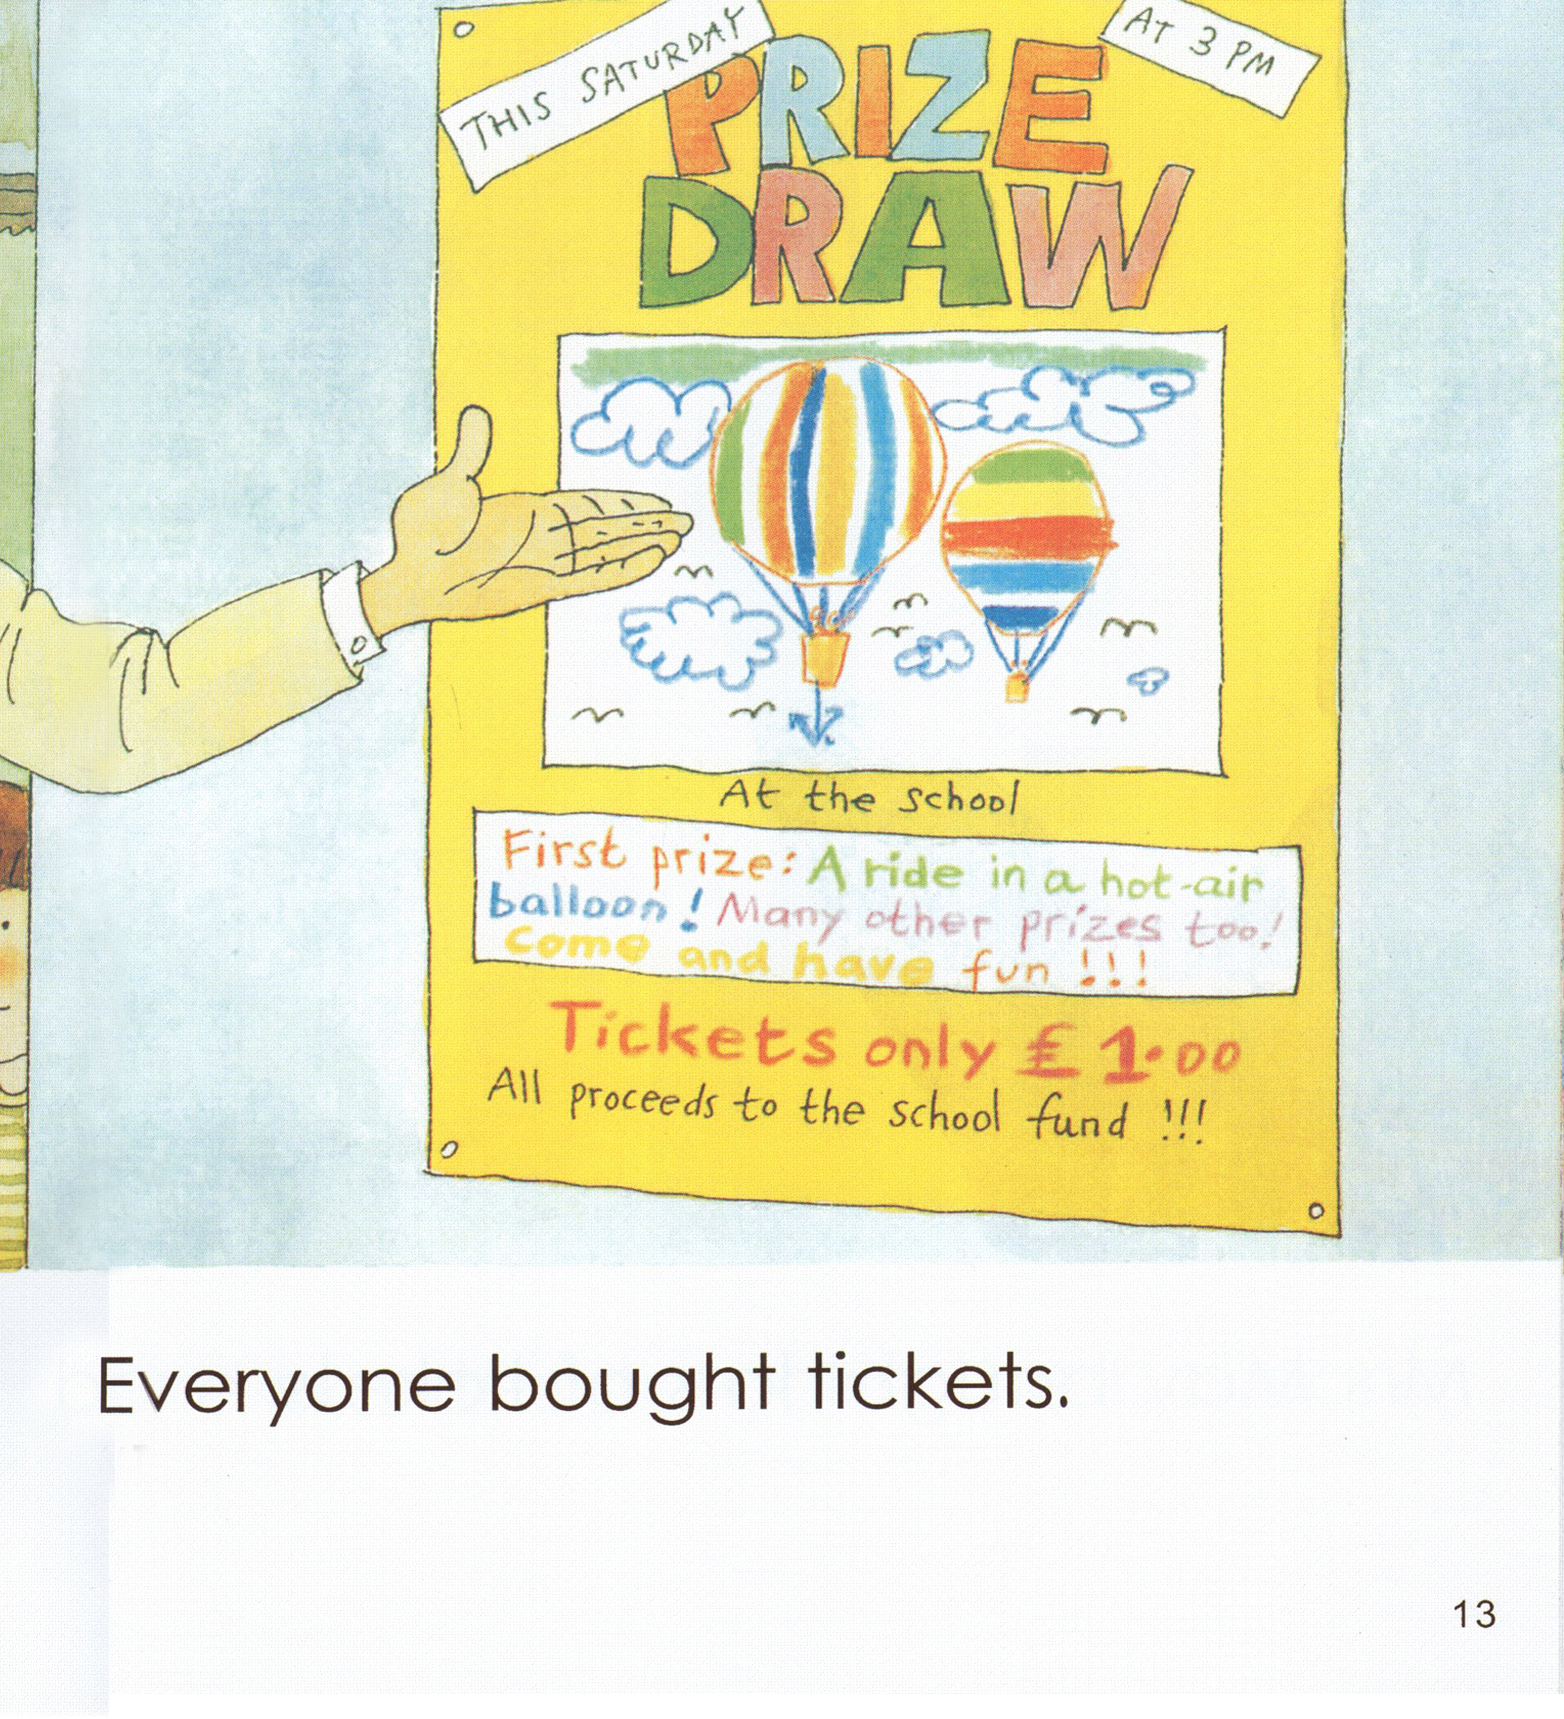 THIS SATURDAY
AT 3 PM
PRIZE
DRAW
At the school
First prize: A ride in a hot-air
balloon! Many other prizes too!
come and have fun !!!
Tickets only £1.00
All proceeds to the school fund !!!
Everyone bought tickets.
13